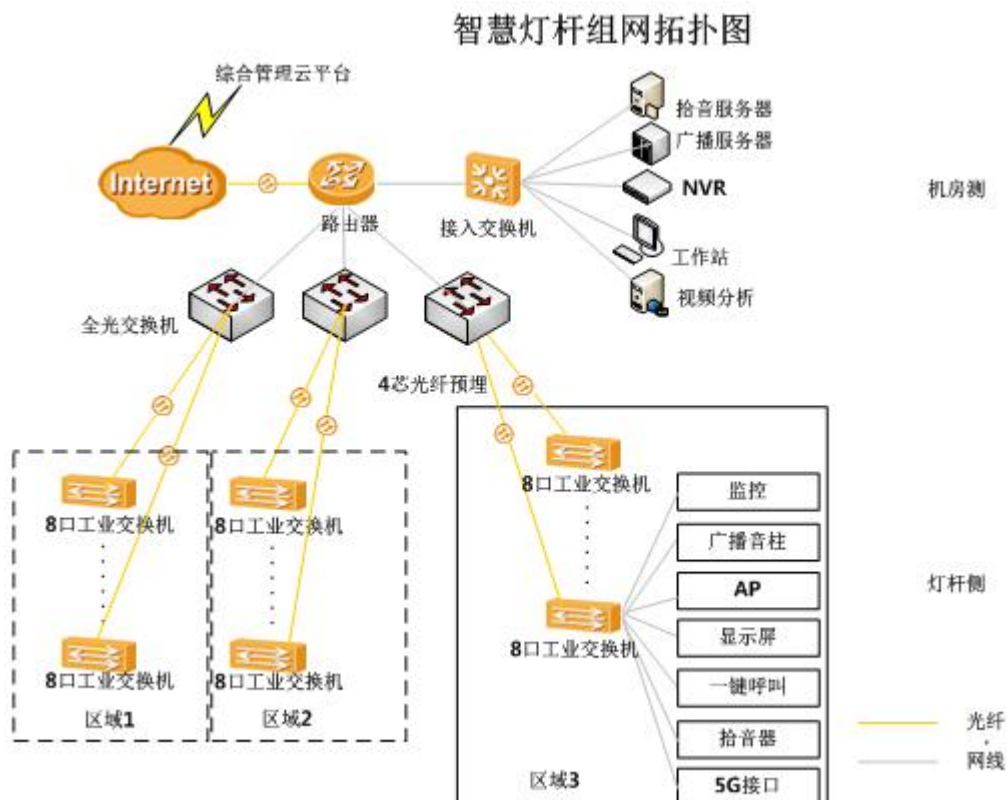 智慧灯杆组网拓扑图
综合管理云平台
Internet
路由器
接入交换机
拾音服务器
广播服务器
NVR
工作站
视频分析
机房测
全光交换机
4芯光纤预埋
8口工业交换机
8口工业交换机
区域1
8口工业交换机
8口工业交换机
区域2
8口工业交换机
8口工业交换机
监控
广播音柱
AP
显示屏
一键呼叫
拾音器
5G接口
区域3
灯杆侧
光纤
网线